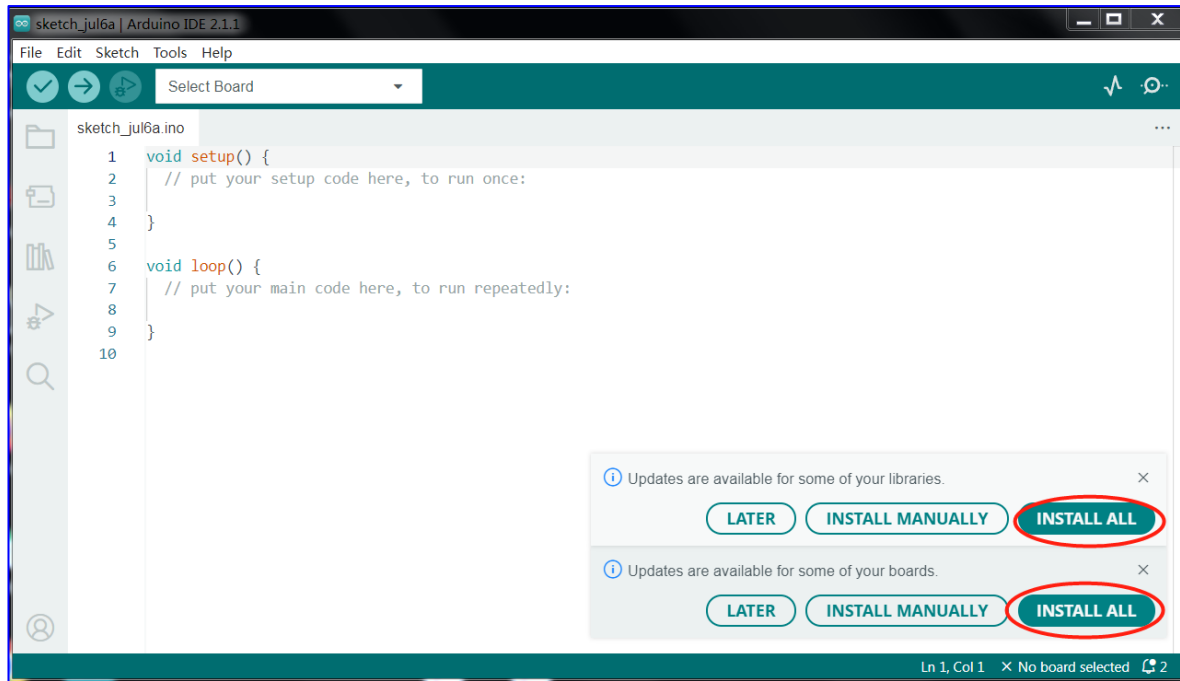 sketch_jul6a | Arduino IDE 2.1.1
File Edit Sketch Tools Help
Select Board
sketch_jul6a.ino
1 void setup() {
2 // put your setup code here, to run once:
3
4 }
5
6 void loop() {
7 // put your main code here, to run repeatedly:
8
9 }
10
Updates are available for some of your libraries.
LATER INSTALL MANUALLY INSTALL ALL
Updates are available for some of your boards.
LATER INSTALL MANUALLY INSTALL ALL
Ln 1, Col 1 × No board selected 2